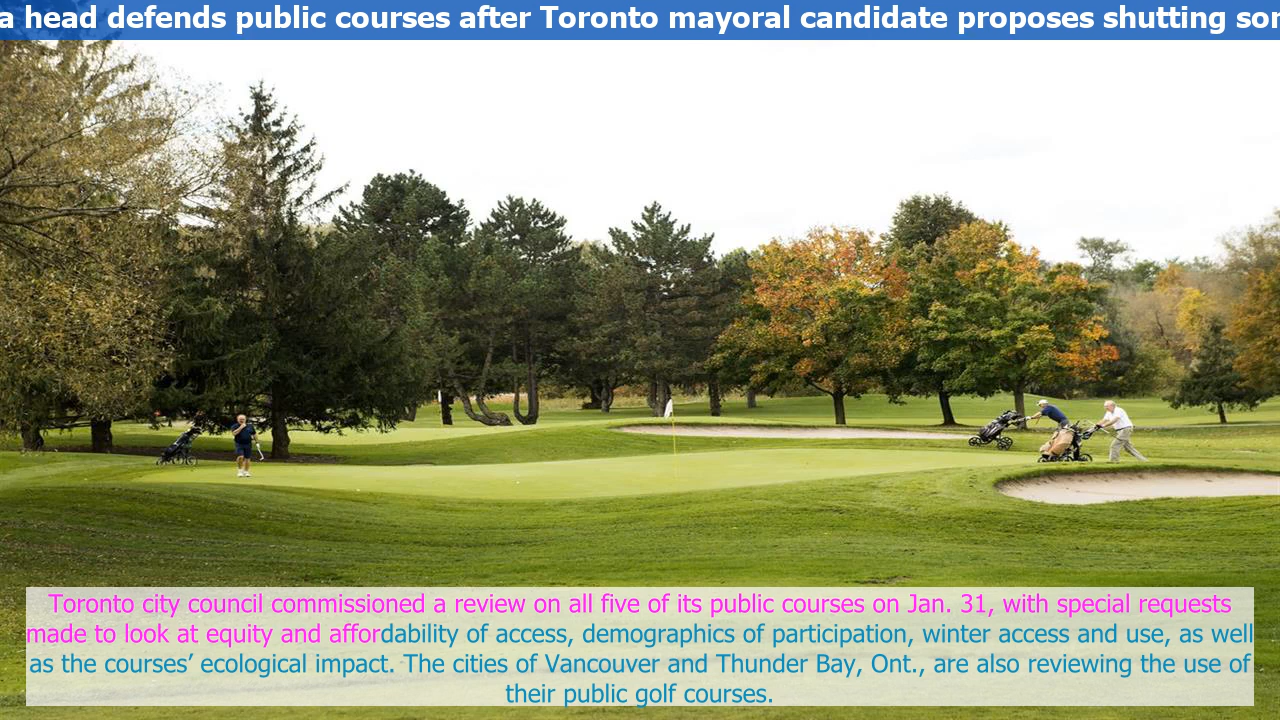 a head defends public courses after Toronto mayoral candidate proposes shutting
Toronto city council commissioned a review on all five of its public courses on Jan. 31, with special requests
made to look at equity and affordability of access, demographics of participation, winter access and use, as well
as the courses’ ecological impact. The cities of Vancouver and Thunder Bay, Ont., are also reviewing the use of
their public golf courses.